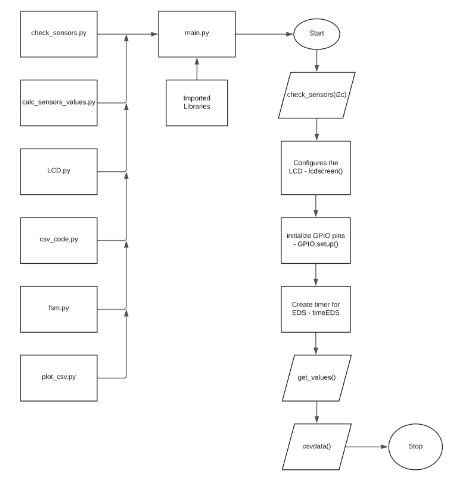 check_sensors.py
main.py
Start
calc_sensors_values.py
Imported
Libraries
check_sensors(i2c)
LCD.py
Configures the
LCD - lcdscreen()
csv_code.py
initialize GPIO pins
- GPIO.setup()
fsm.py
Create timer for
EDS - timeEDS
plot_csv.py
get_values()
csvdata()
Stop